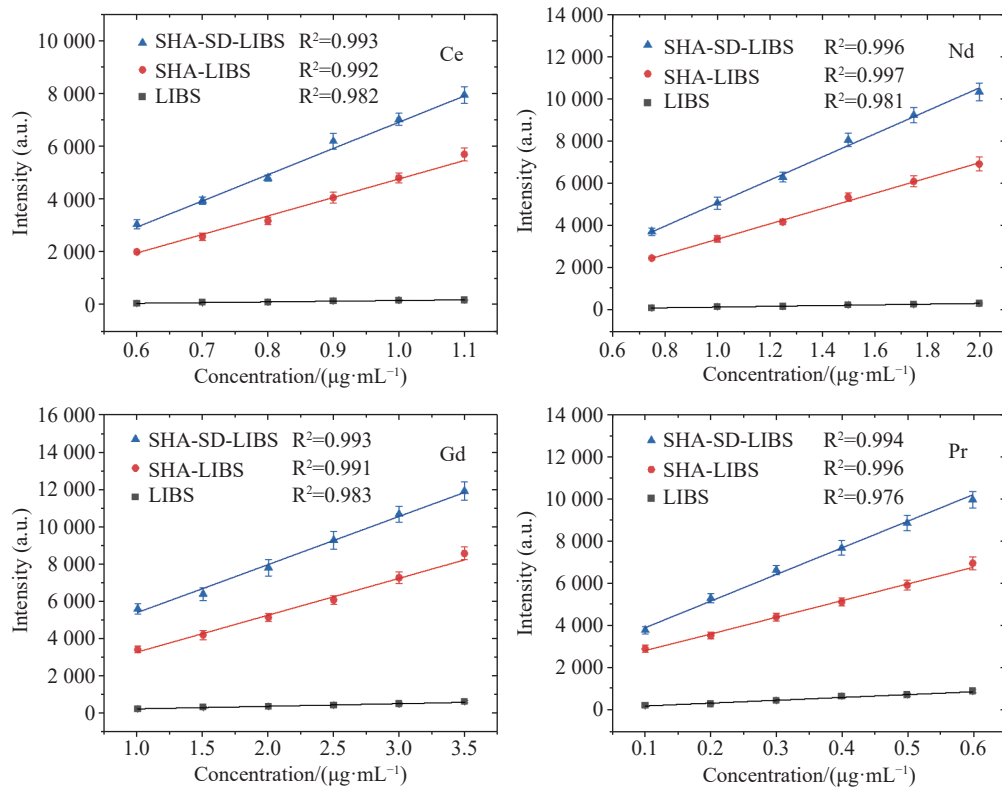 10 000
8 000
6 000
4 000
2 000
0
Intensity (a.u.)
SHA-SD-LIBS R²=0.993
SHA-LIBS R²=0.992
LIBS R²=0.982
Ce
0.6 0.7 0.8 0.9 1.0 1.1
Concentration/(μg·mL⁻¹)
14 000
12 000
10 000
8 000
6 000
4 000
2 000
0
Intensity (a.u.)
SHA-SD-LIBS R²=0.996
SHA-LIBS R²=0.997
LIBS R²=0.981
Nd
0.8 1.0 1.2 1.4 1.6 1.8 2.0
Concentration/(μg·mL⁻¹)
16 000
14 000
12 000
10 000
8 000
6 000
4 000
2 000
0
Intensity (a.u.)
SHA-SD-LIBS R²=0.993
SHA-LIBS R²=0.991
LIBS R²=0.983
Gd
1.0 1.5 2.0 2.5 3.0 3.5
Concentration/(μg·mL⁻¹)
14 000
12 000
10 000
8 000
6 000
4 000
2 000
0
Intensity (a.u.)
SHA-SD-LIBS R²=0.994
SHA-LIBS R²=0.996
LIBS R²=0.976
Pr
0.1 0.2 0.3 0.4 0.5 0.6
Concentration/(μg·mL⁻¹)